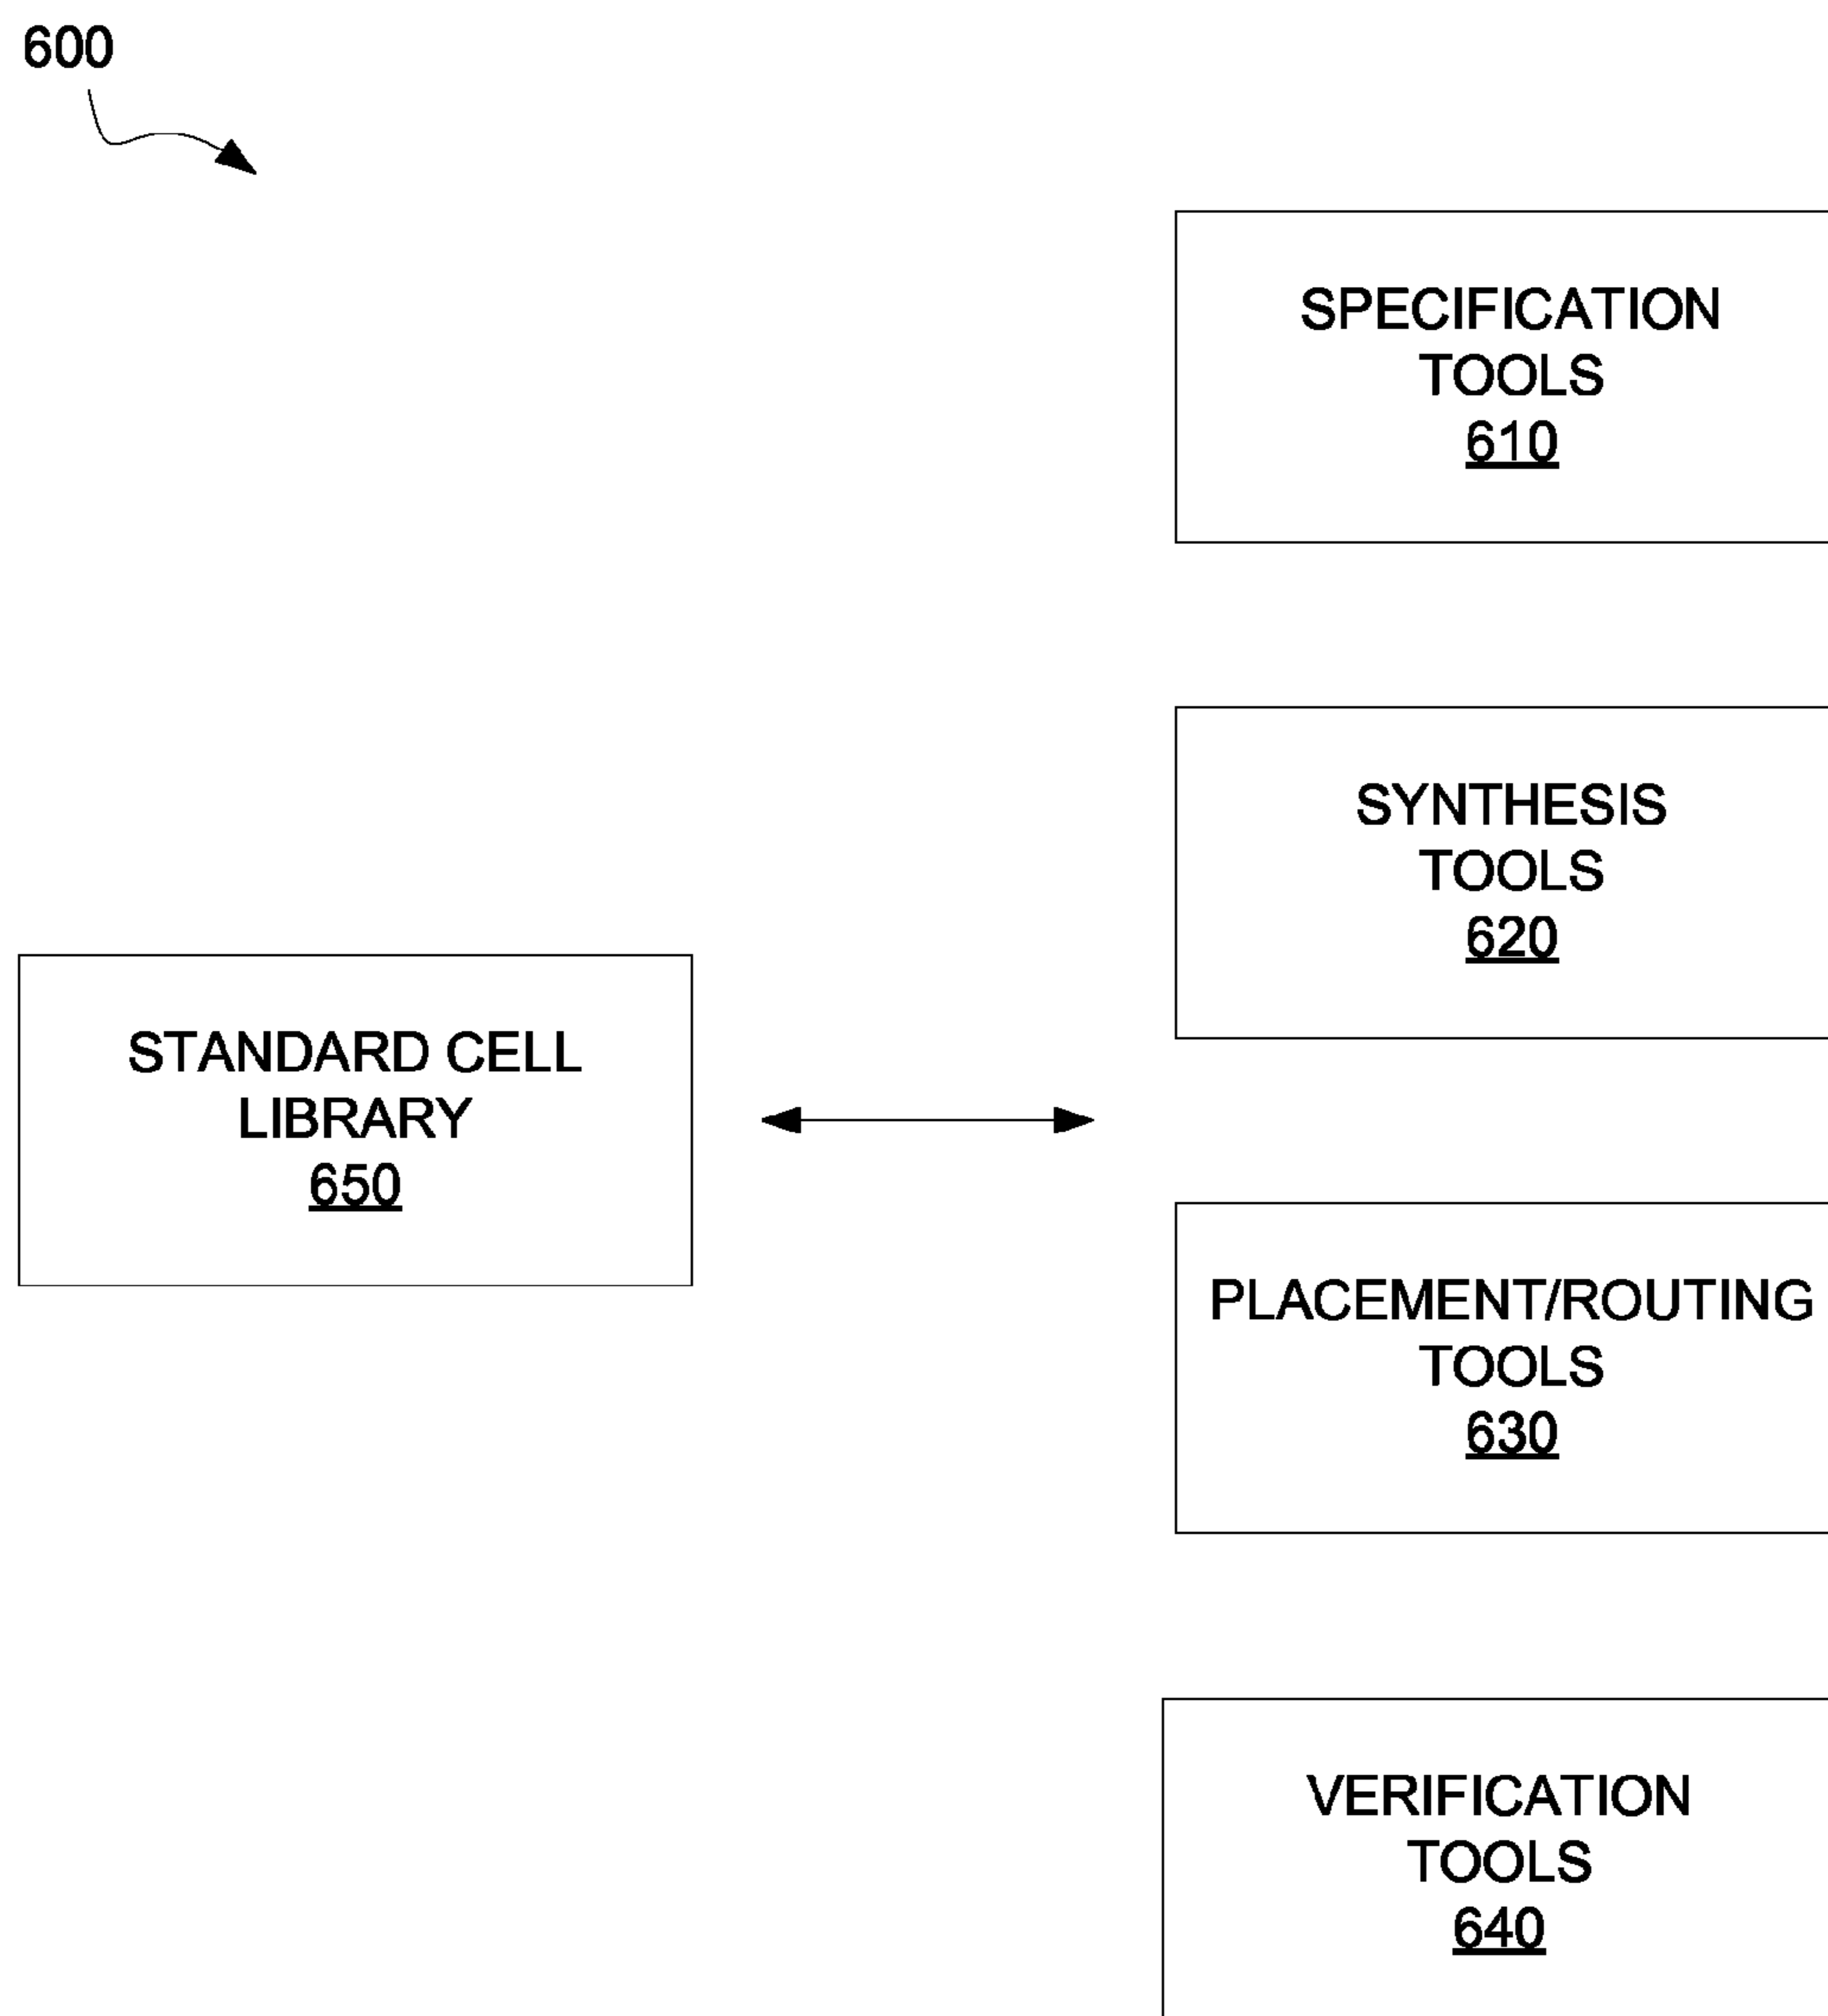 600
SPECIFICATION
TOOLS
610
SYNTHESIS
TOOLS
620
STANDARD CELL
LIBRARY
650
PLACEMENT/ROUTING
TOOLS
630
VERIFICATION
TOOLS
640